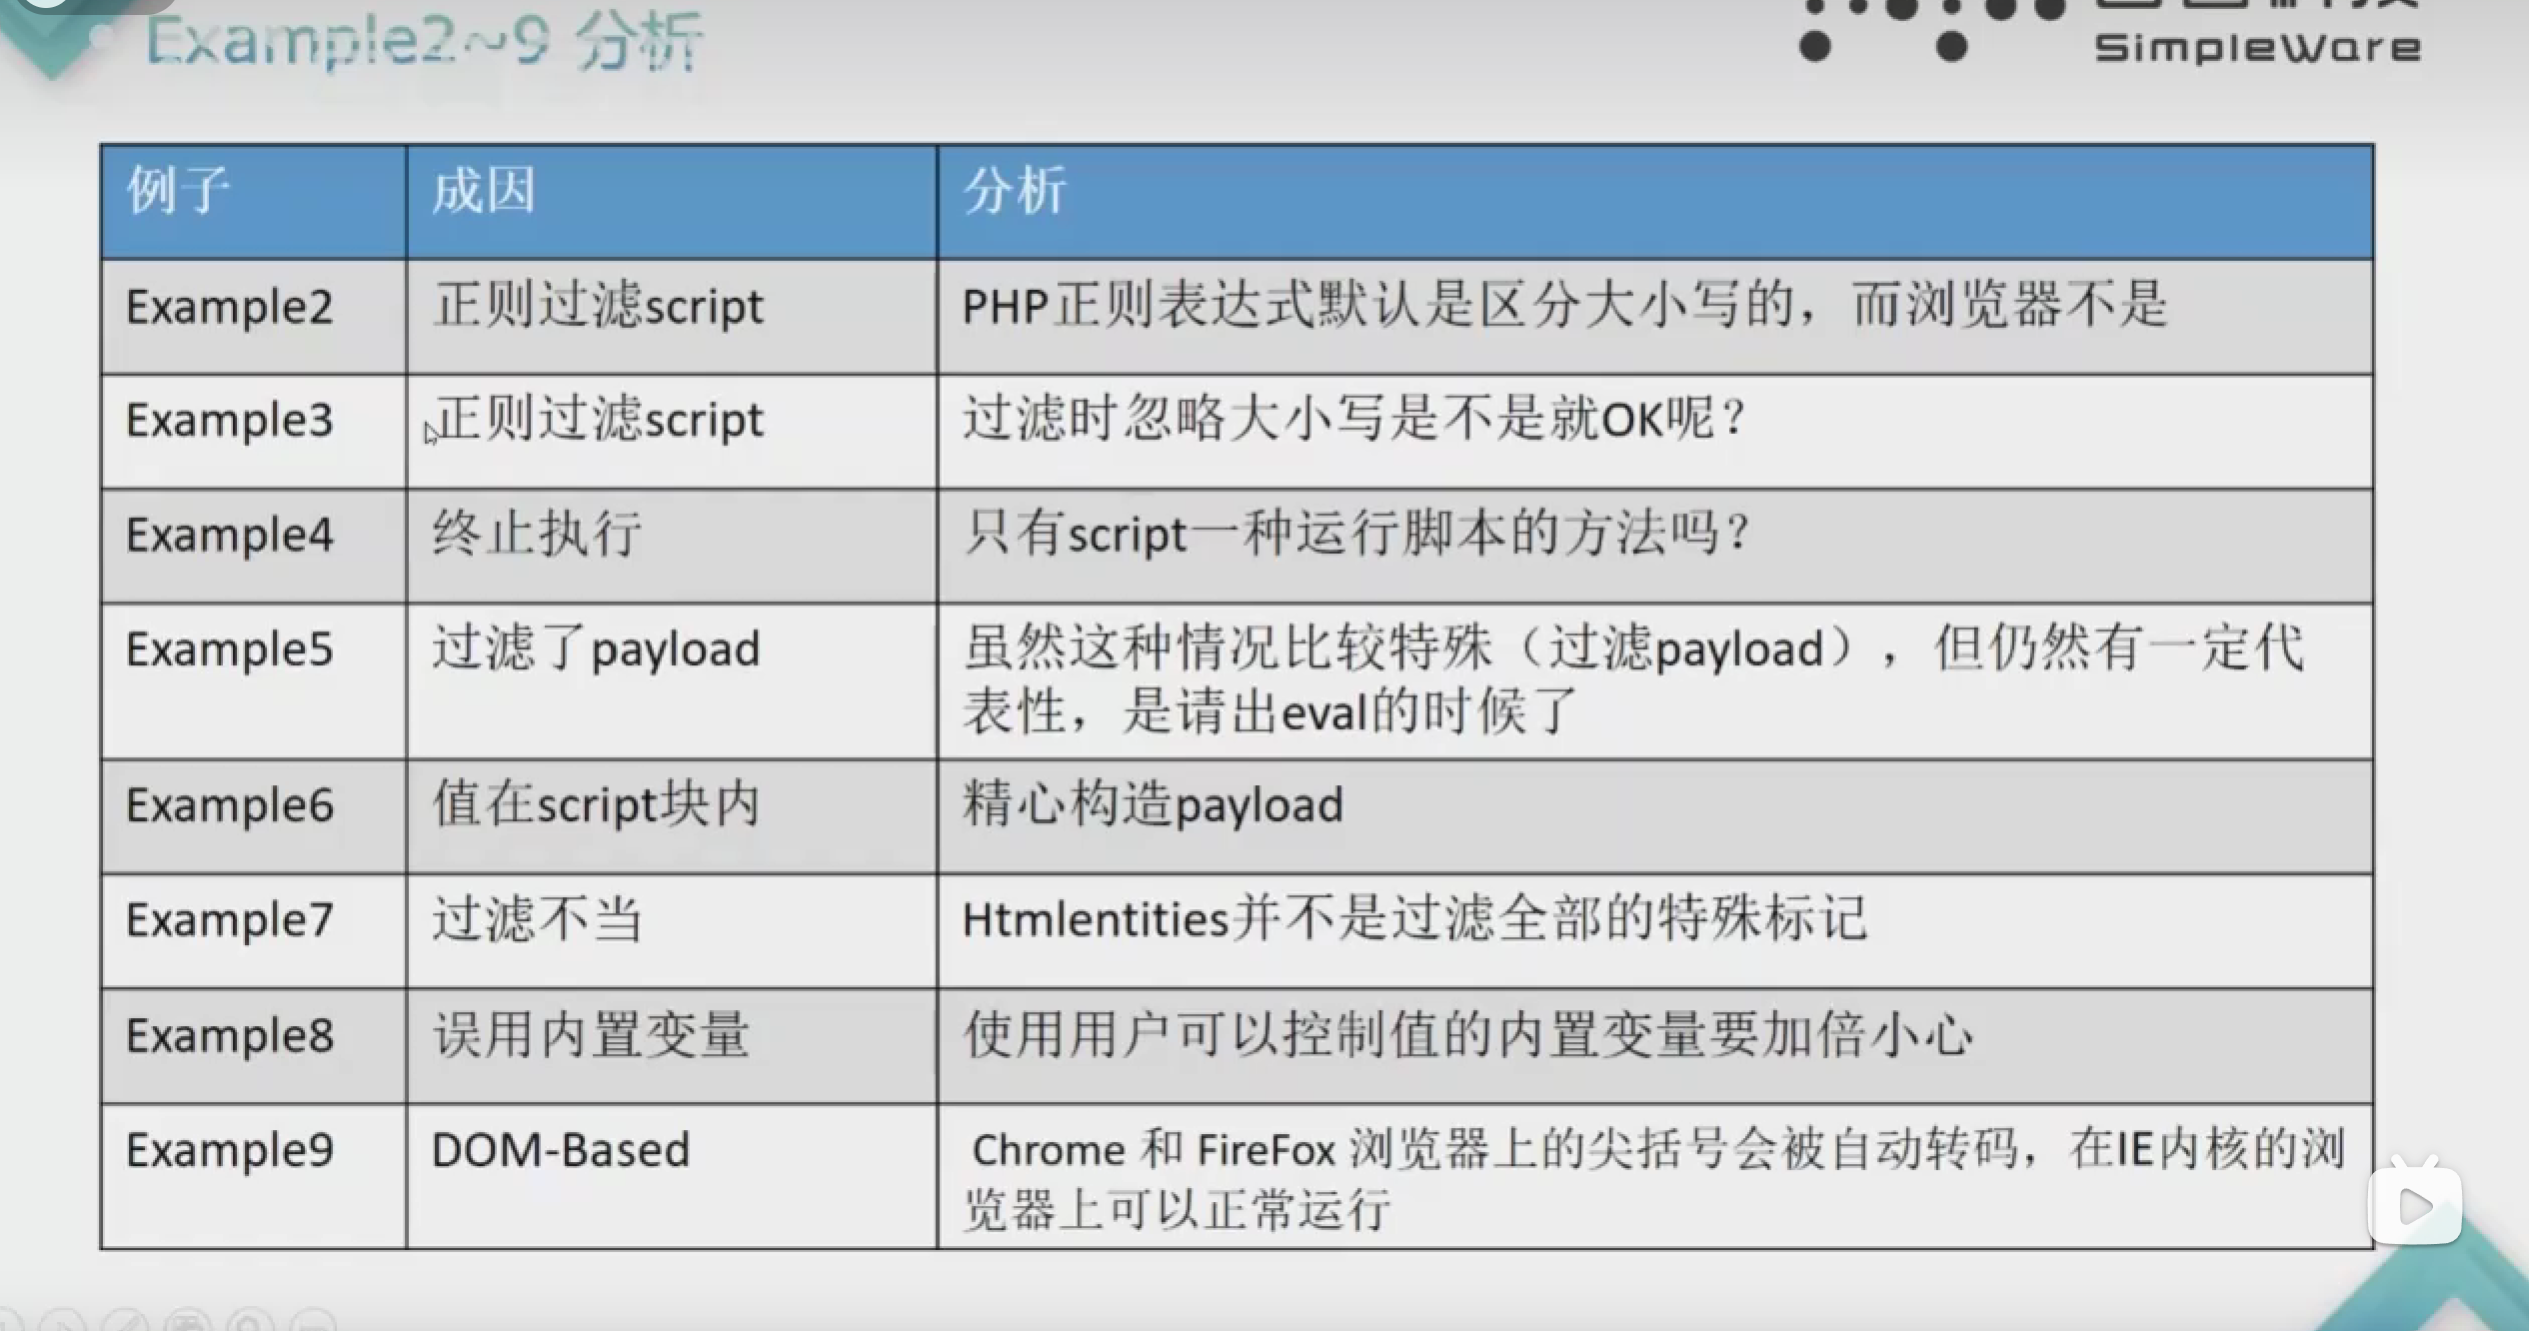 Example2~9 分析
SimpleWare
例子 成因 分析
Example2 正则过滤script PHP正则表达式默认是区分大小写的，而浏览器不是
Example3 正则过滤script 过滤时忽略大小写是不是就OK呢？
Example4 终止执行 只有script一种运行脚本的方法吗？
Example5 过滤了payload 虽然这种情况比较特殊（过滤payload），但仍然有一定代
表性，是请出eval的时候了
Example6 值在script块内 精心构造payload
Example7 过滤不当 Htmlentities并不是过滤全部的特殊标记
Example8 误用内置变量 使用用户可以控制值的内置变量要加倍小心
Example9 DOM-Based Chrome 和 FireFox 浏览器上的尖括号会被自动转码，在IE内核的浏
览器上可以正常运行